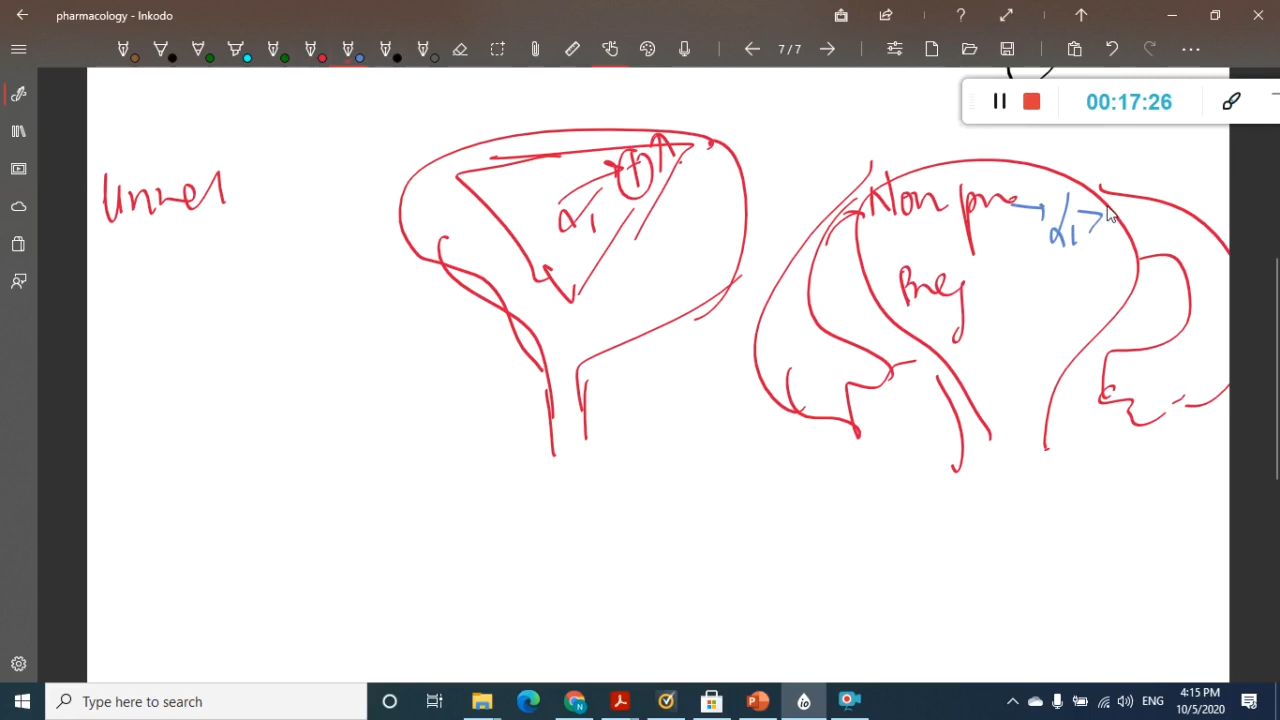 pharmacology - Inkodo
7/7
00:17:26
α1
+
Non pre → α1 →
Preg
Type here to search
ENG
4:15 PM
10/5/2020